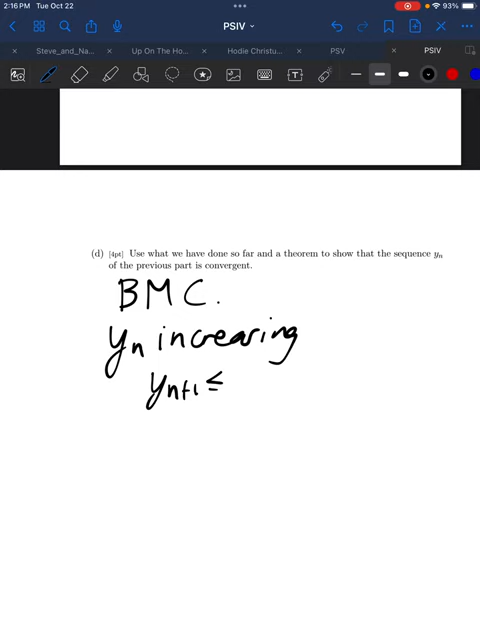 2:16 PM Tue Oct 22
93%
PSIV
Steve_and_Na...
Up On The Ho...
Hodie Christu...
PSV
PSIV
(d) [4pt] Use what we have done so far and a theorem to show that the sequence yₙ
of the previous part is convergent.
BMC.
yₙ increasing
yₙ₊₁ ≤